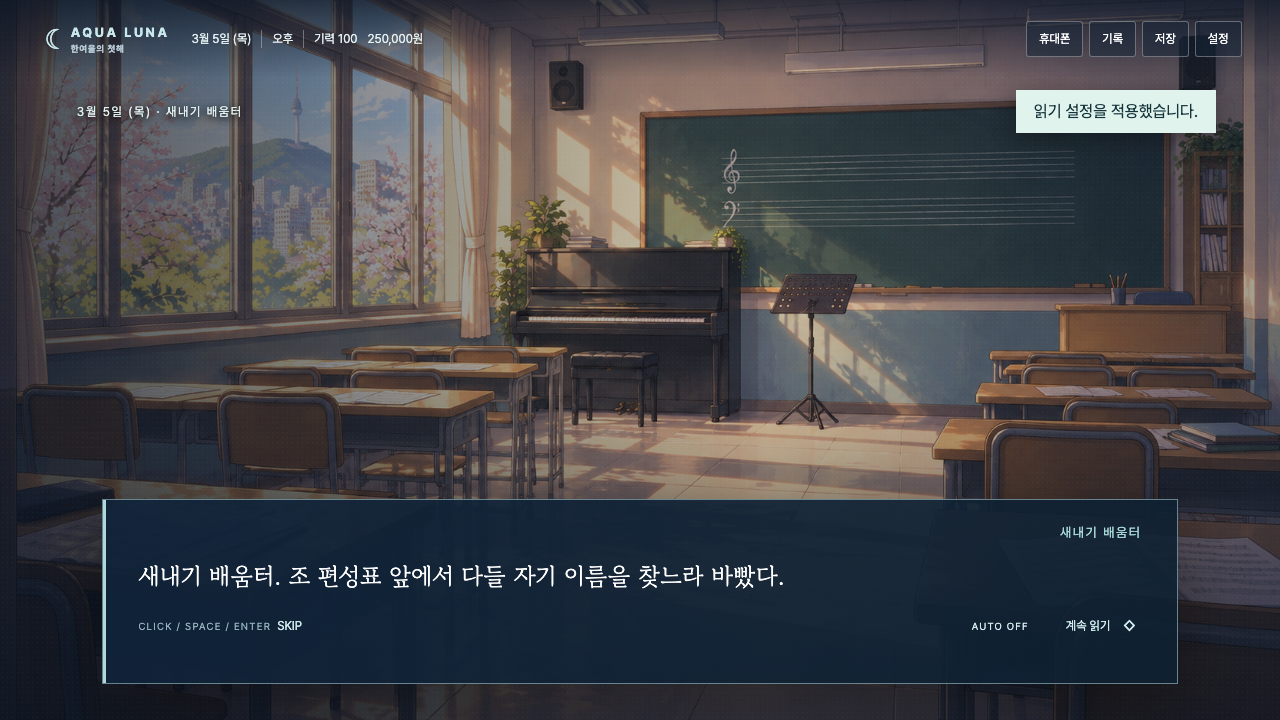 AQUA LUNA
한여울의 첫해
3월 5일 (목) 오후 기력 100 250,000원
휴대폰 기록 저장 설정
3월 5일 (목) · 새내기 배움터
읽기 설정을 적용했습니다.
새내기 배움터
새내기 배움터. 조 편성표 앞에서 다들 자기 이름을 찾느라 바빴다.
CLICK / SPACE / ENTER SKIP
AUTO OFF 계속 읽기